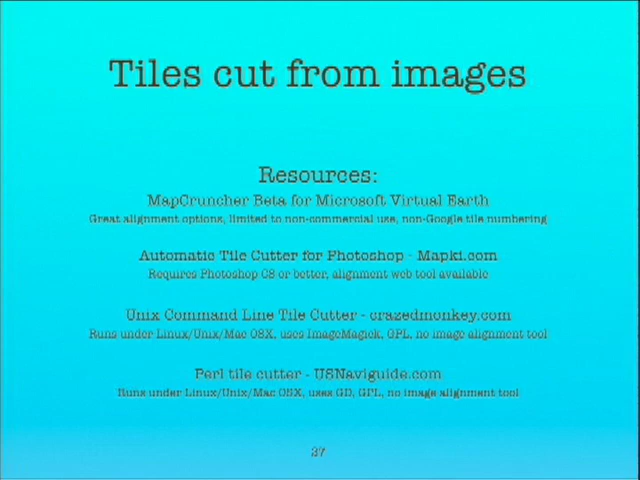 Tiles cut from images
Resources:
MapCruncher Beta for Microsoft Virtual Earth
Great alignment options, limited to non-commercial use, non-Google tile numbering
Automatic Tile Cutter for Photoshop - Mapki.com
Requires Photoshop CS or better, alignment web tool available
Unix Command Line Tile Cutter - crazedmonkey.com
Runs under Linux/Unix/Mac OSX, uses ImageMagick, GPL, no image alignment tool
Perl tile cutter - USNaviguide.com
Runs under Linux/Unix/Mac OSX, uses GD, GPL, no image alignment tool
27